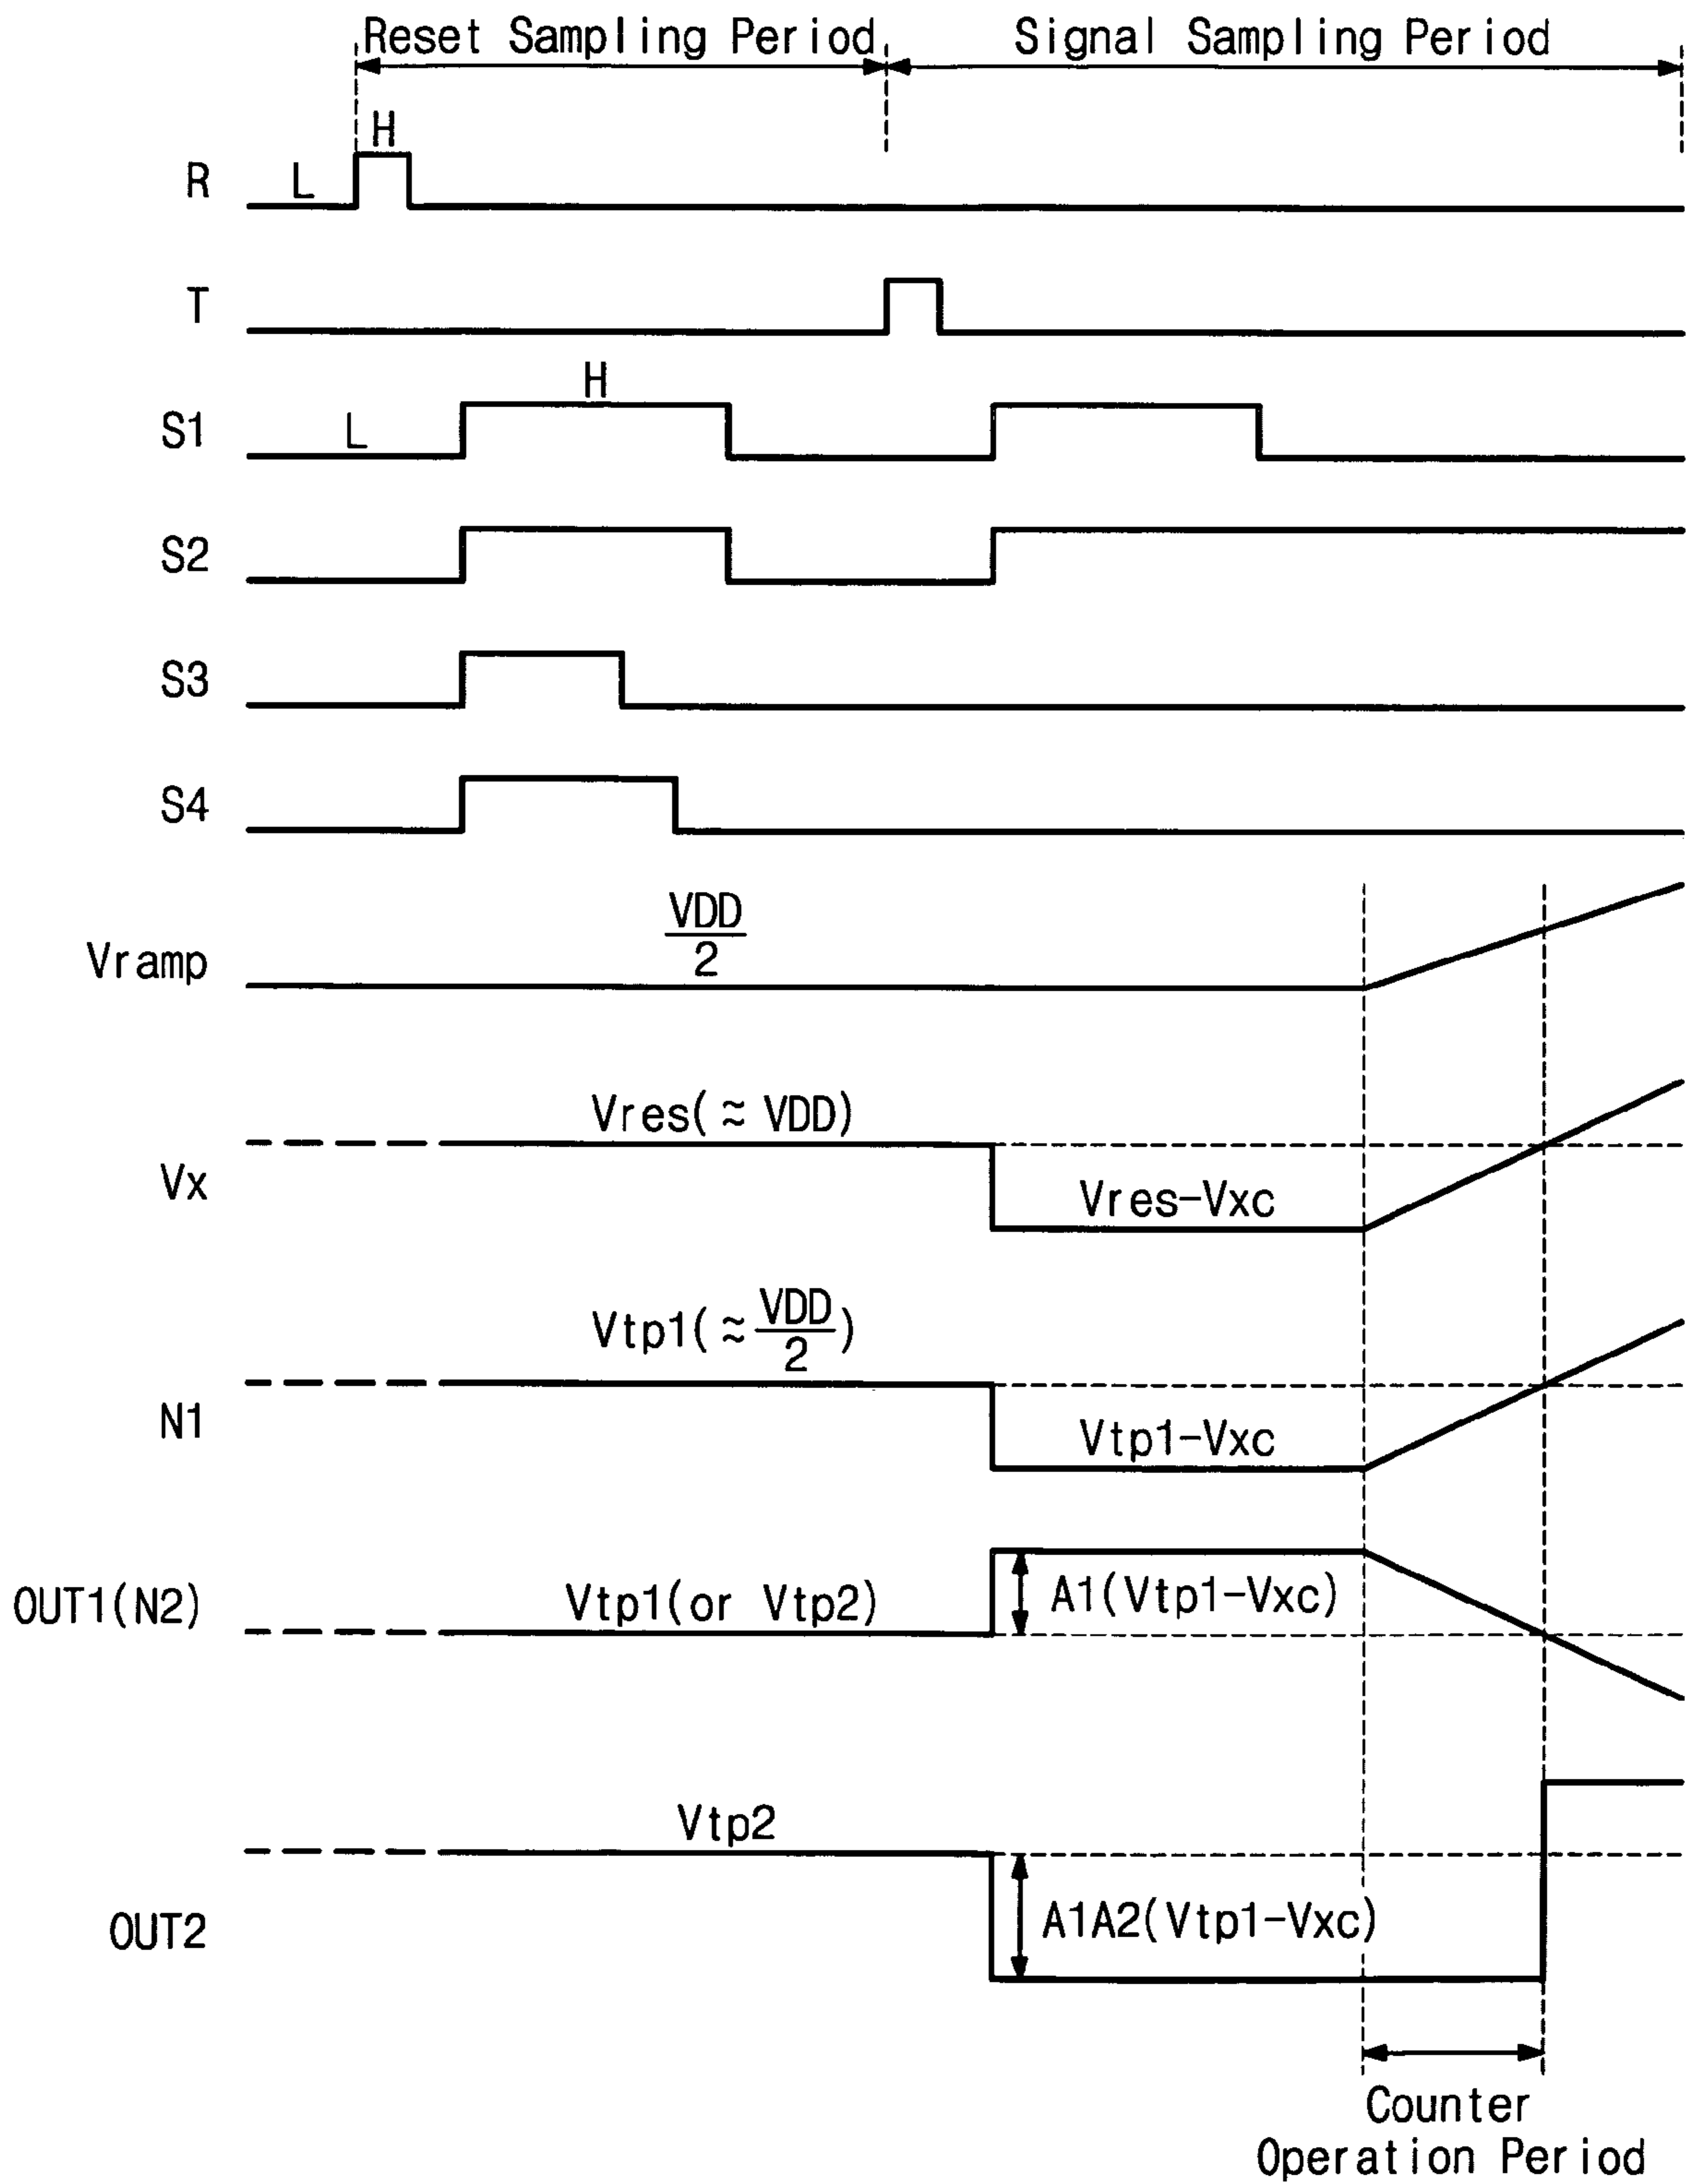 Reset Sampling Period
Signal Sampling Period
H
R
L
T
H
S1
L
S2
S3
S4
VDD
2
Vramp
Vres(≈ VDD)
Vx
Vres-Vxc
Vtp1(≈ VDD
2 )
N1
Vtp1-Vxc
OUT1(N2)
Vtp1(or Vtp2)
A1(Vtp1-Vxc)
Vtp2
OUT2
A1A2(Vtp1-Vxc)
Counter
Operation Period